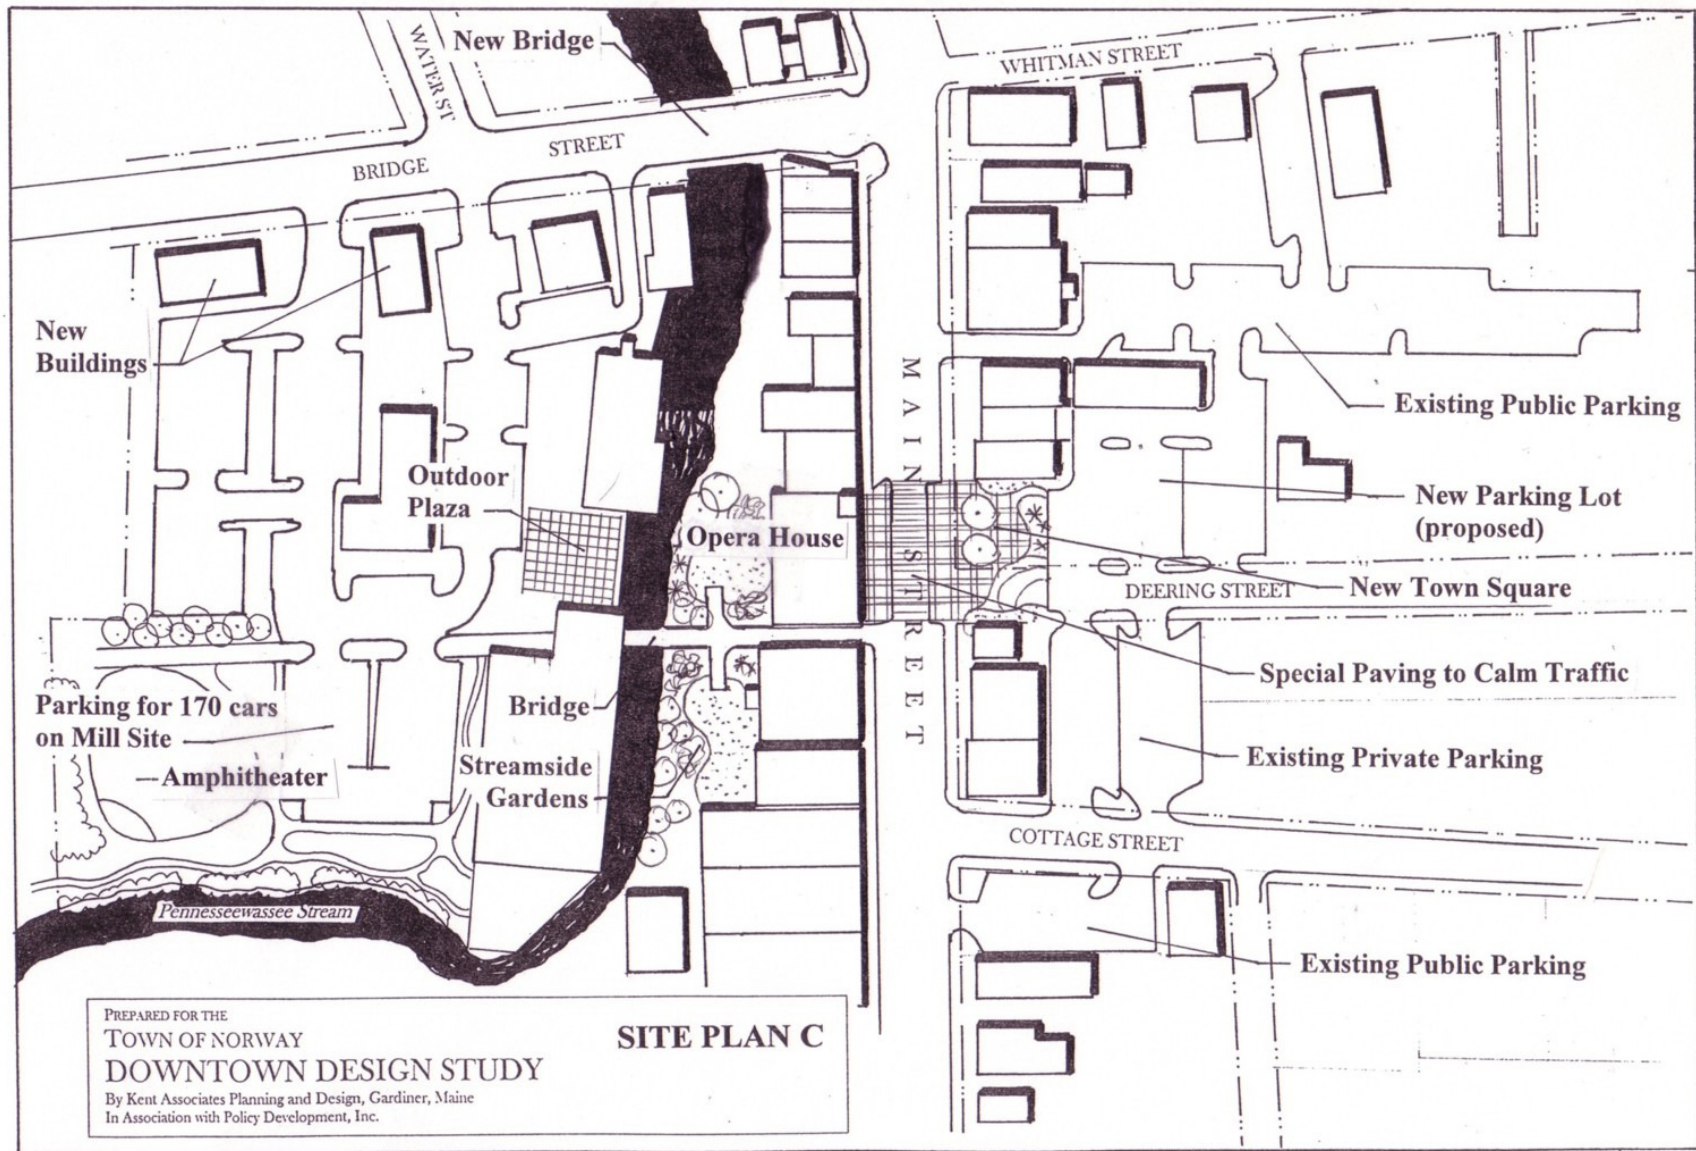 New Bridge
WATER ST
WHITMAN STREET
BRIDGE STREET
New
Buildings
MAIN STREET
Existing Public Parking
Outdoor
Plaza
New Parking Lot
(proposed)
Opera House
New Town Square
DEERING STREET
Special Paving to Calm Traffic
Parking for 170 cars
on Mill Site
Bridge
Amphitheater
Streamside
Gardens
Existing Private Parking
COTTAGE STREET
Pennesseewassee Stream
Existing Public Parking
PREPARED FOR THE
TOWN OF NORWAY
DOWNTOWN DESIGN STUDY
By Kent Associates Planning and Design, Gardiner, Maine
In Association with Policy Development, Inc.
SITE PLAN C